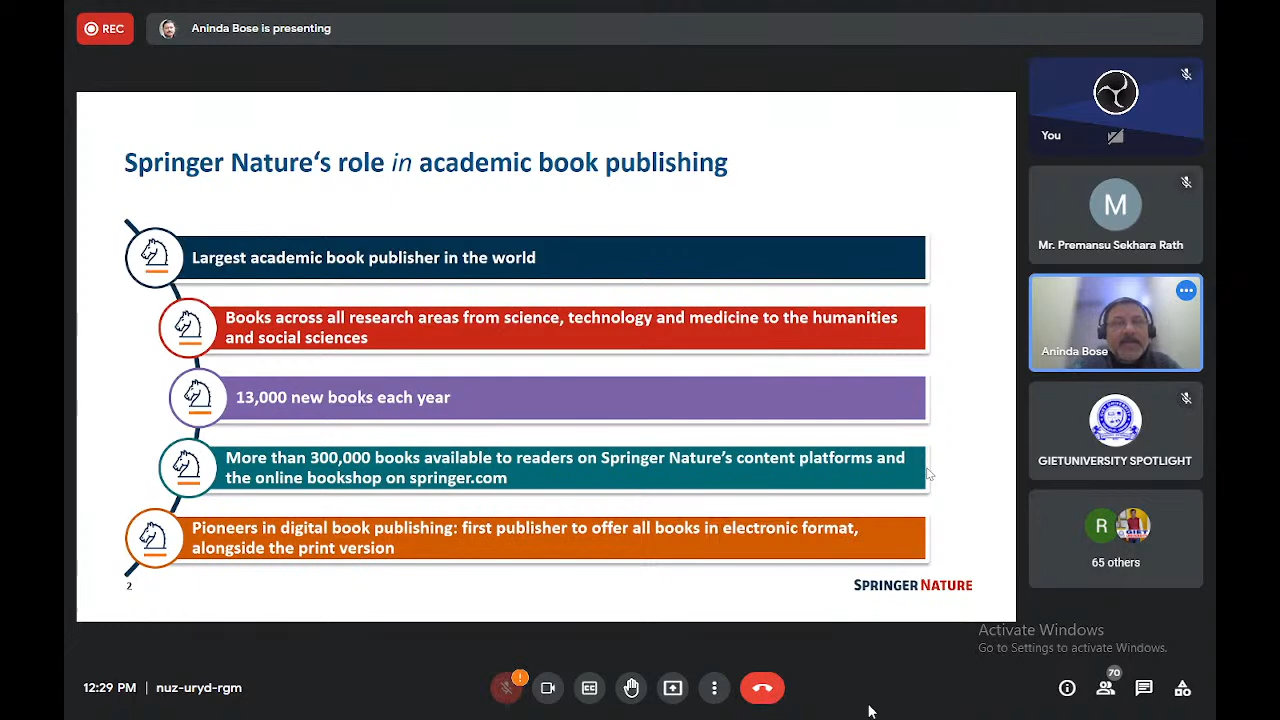 REC
Aninda Bose is presenting
Springer Nature‘s role in academic book publishing
Largest academic book publisher in the world
Books across all research areas from science, technology and medicine to the humanities
and social sciences
13,000 new books each year
More than 300,000 books available to readers on Springer Nature’s content platforms and
the online bookshop on springer.com
Pioneers in digital book publishing: first publisher to offer all books in electronic format,
alongside the print version
2
SPRINGER NATURE
You
M
Mr. Premansu Sekhara Rath
Aninda Bose
GIETUNIVERSITY SPOTLIGHT
R
GIET
65 others
Activate Windows
Go to Settings to activate Windows.
12:29 PM | nuz-uryd-rgm
!
CC
70